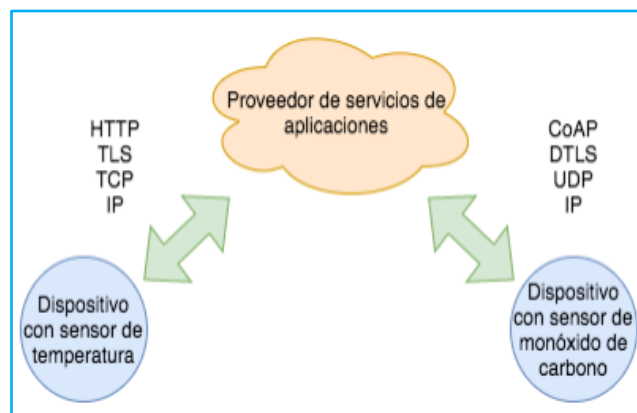 Proveedor de servicios de
aplicaciones
HTTP
TLS
TCP
IP
CoAP
DTLS
UDP
IP
Dispositivo
con sensor de
temperatura
Dispositivo
con sensor de
monóxido de
carbono